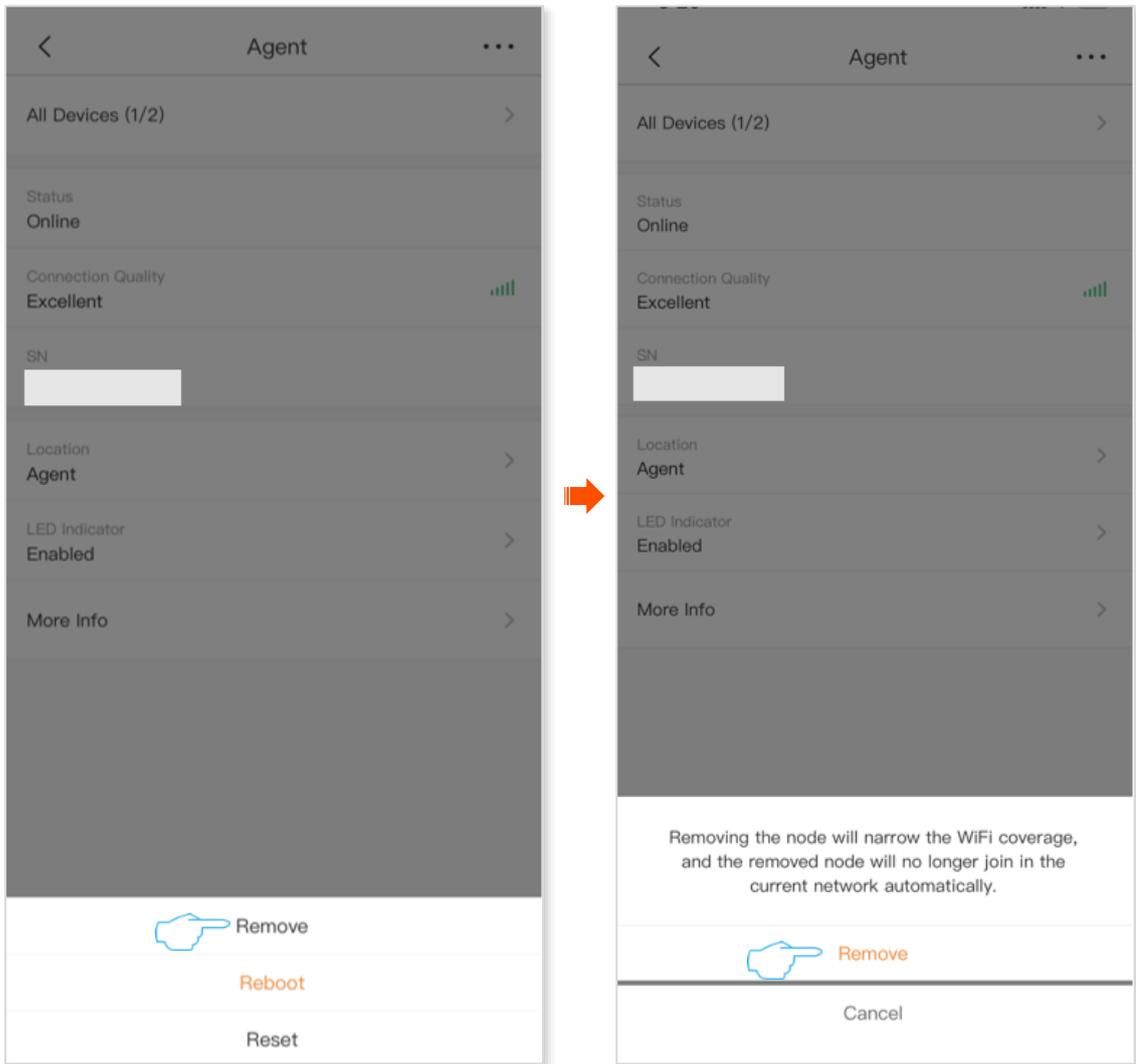 Agent
All Devices (1/2)
Status
Online
Connection Quality
Excellent
SN
Location
Agent
LED Indicator
Enabled
More Info
Remove
Reboot
Reset
Agent
All Devices (1/2)
Status
Online
Connection Quality
Excellent
SN
Location
Agent
LED Indicator
Enabled
More Info
Removing the node will narrow the WiFi coverage,
and the removed node will no longer join in the
current network automatically.
Remove
Cancel